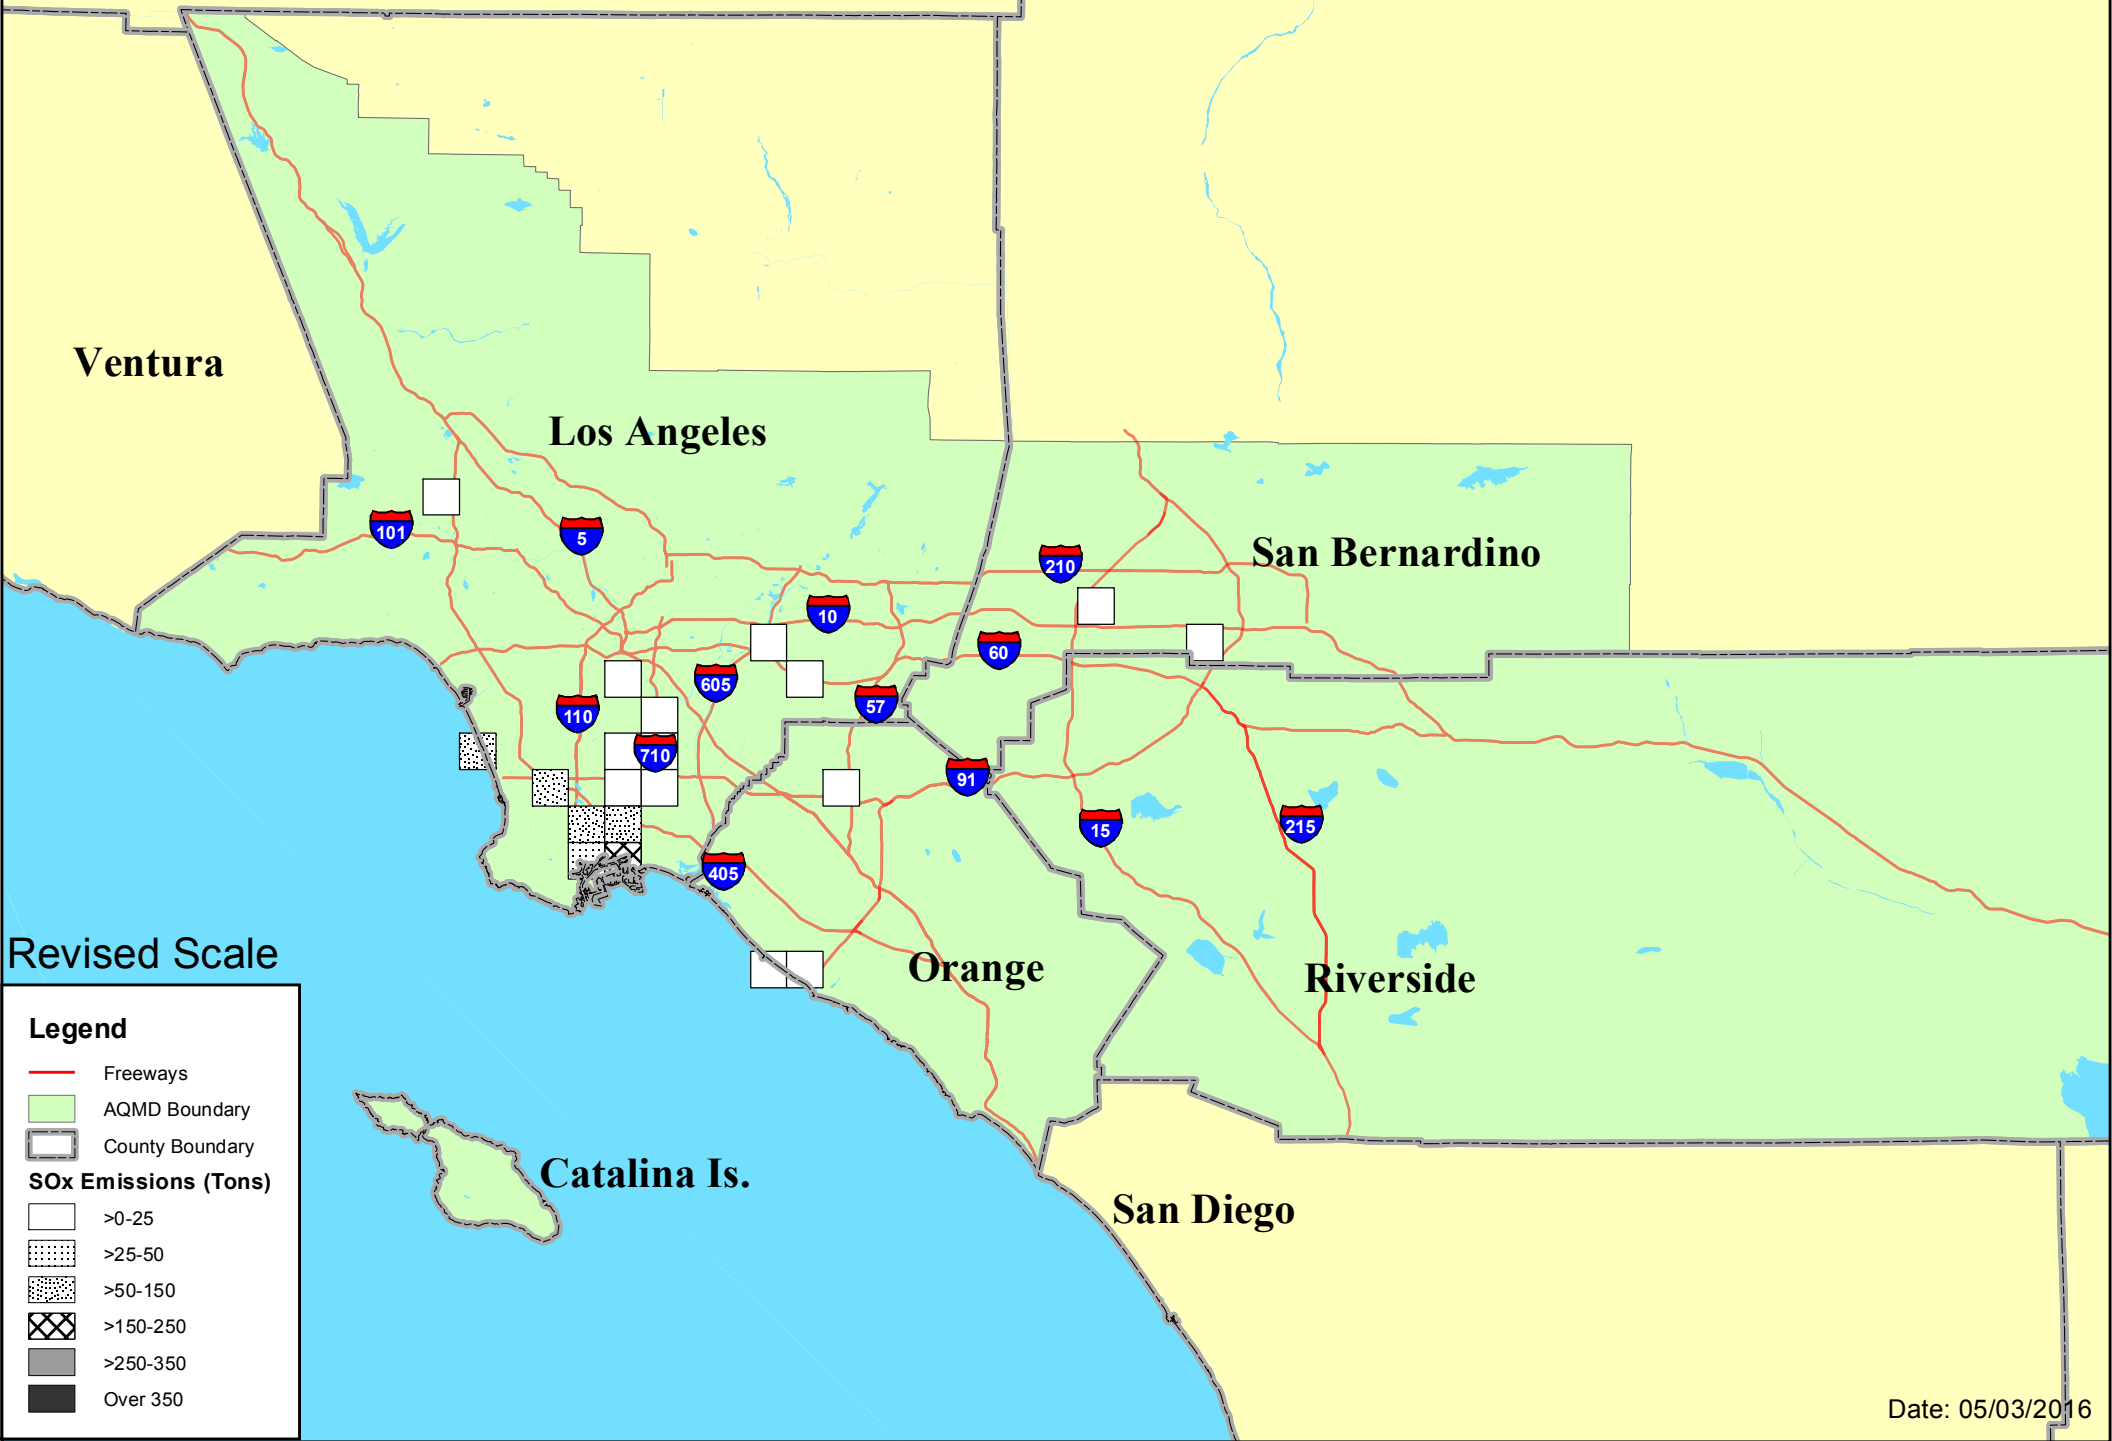 Ventura
Los Angeles
101
5
210
San Bernardino
10
60
605
57
110
710
91
15
215
405
Revised Scale
Orange
Riverside
Legend
Freeways
AQMD Boundary
County Boundary
SOx Emissions (Tons)
>0-25
>25-50
>50-150
>150-250
>250-350
Over 350
Catalina Is.
San Diego
Date: 05/03/2016